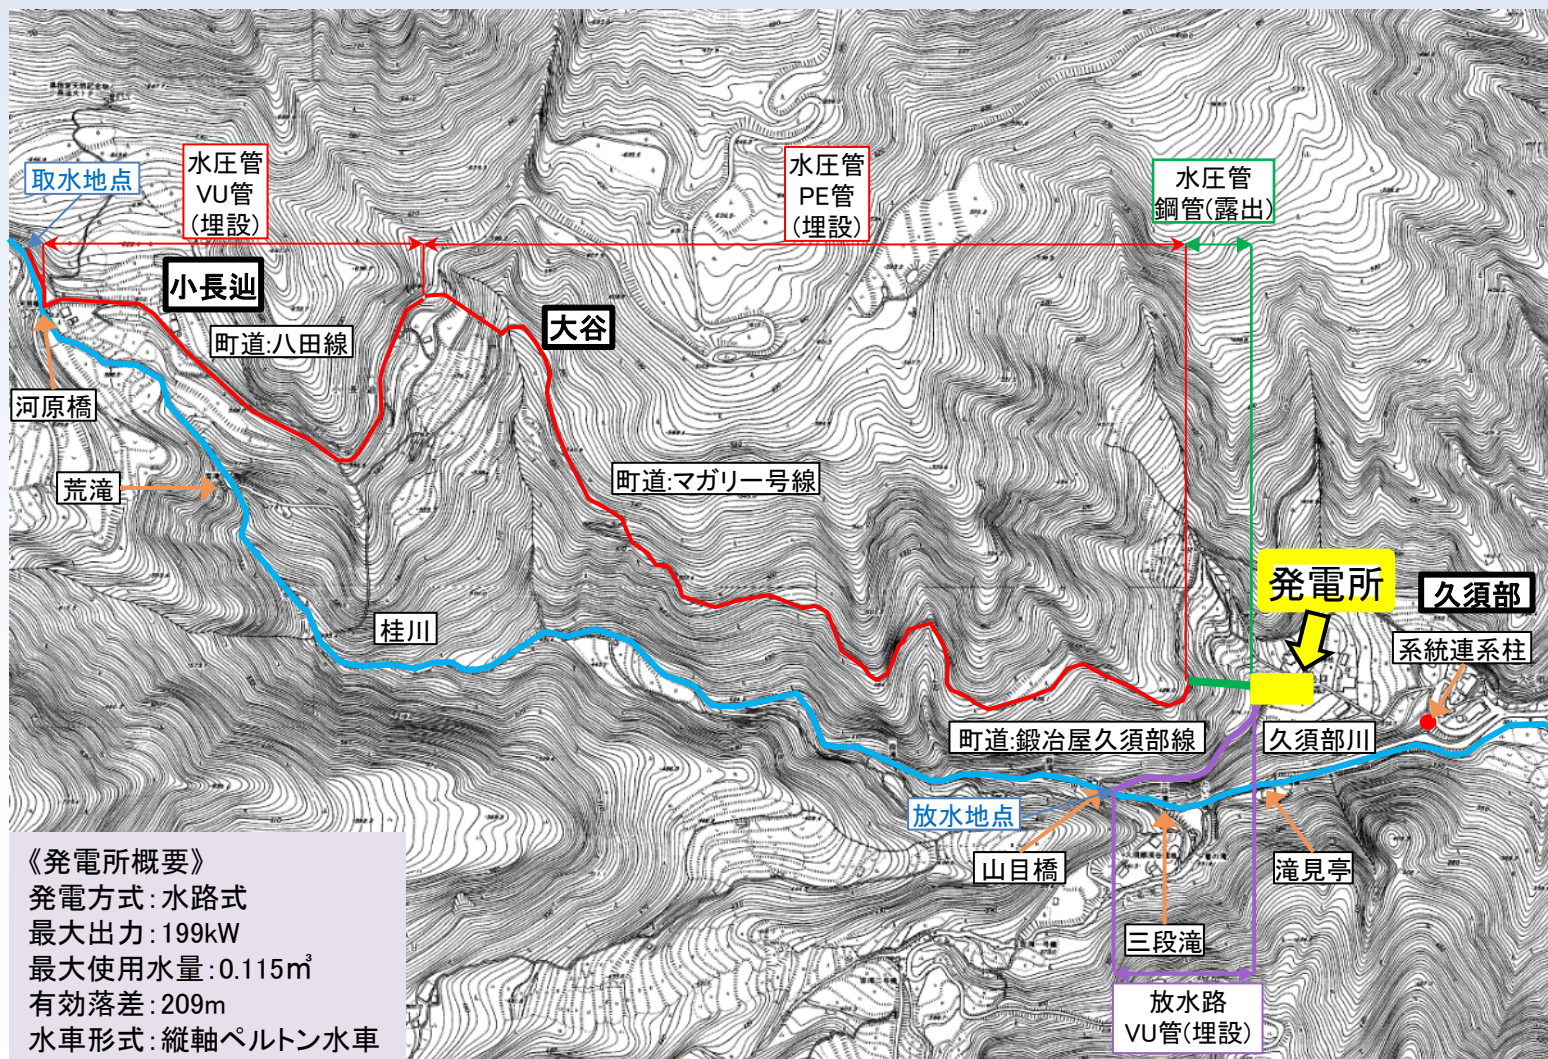 水圧管
VU管
(埋設)
水圧管
PE管
(埋設)
水圧管
鋼管(露出)
取水地点
小長辿
大谷
町道:八田線
河原橋
荒滝
町道:マガリ一号線
発電所
久須部
桂川
系統連系柱
町道:鍛冶屋久須部線
久須部川
放水地点
山目橋
滝見亭
三段滝
放水路
VU管(埋設)
《発電所概要》
発電方式:水路式
最大出力:199kW
最大使用水量:0.115㎥
有効落差:209m
水車形式:縦軸ペルトン水車